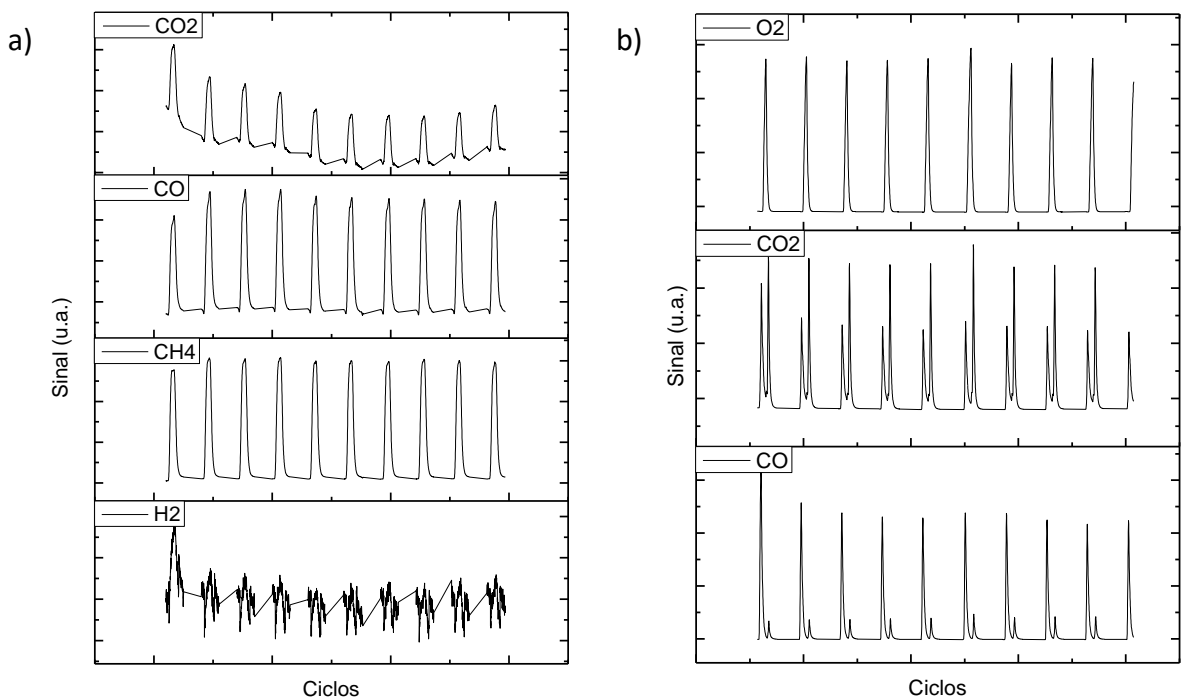 a)
CO2
CO
CH4
H2
Sinal (u.a.)
Ciclos
b)
O2
CO2
CO
Sinal (u.a.)
Ciclos